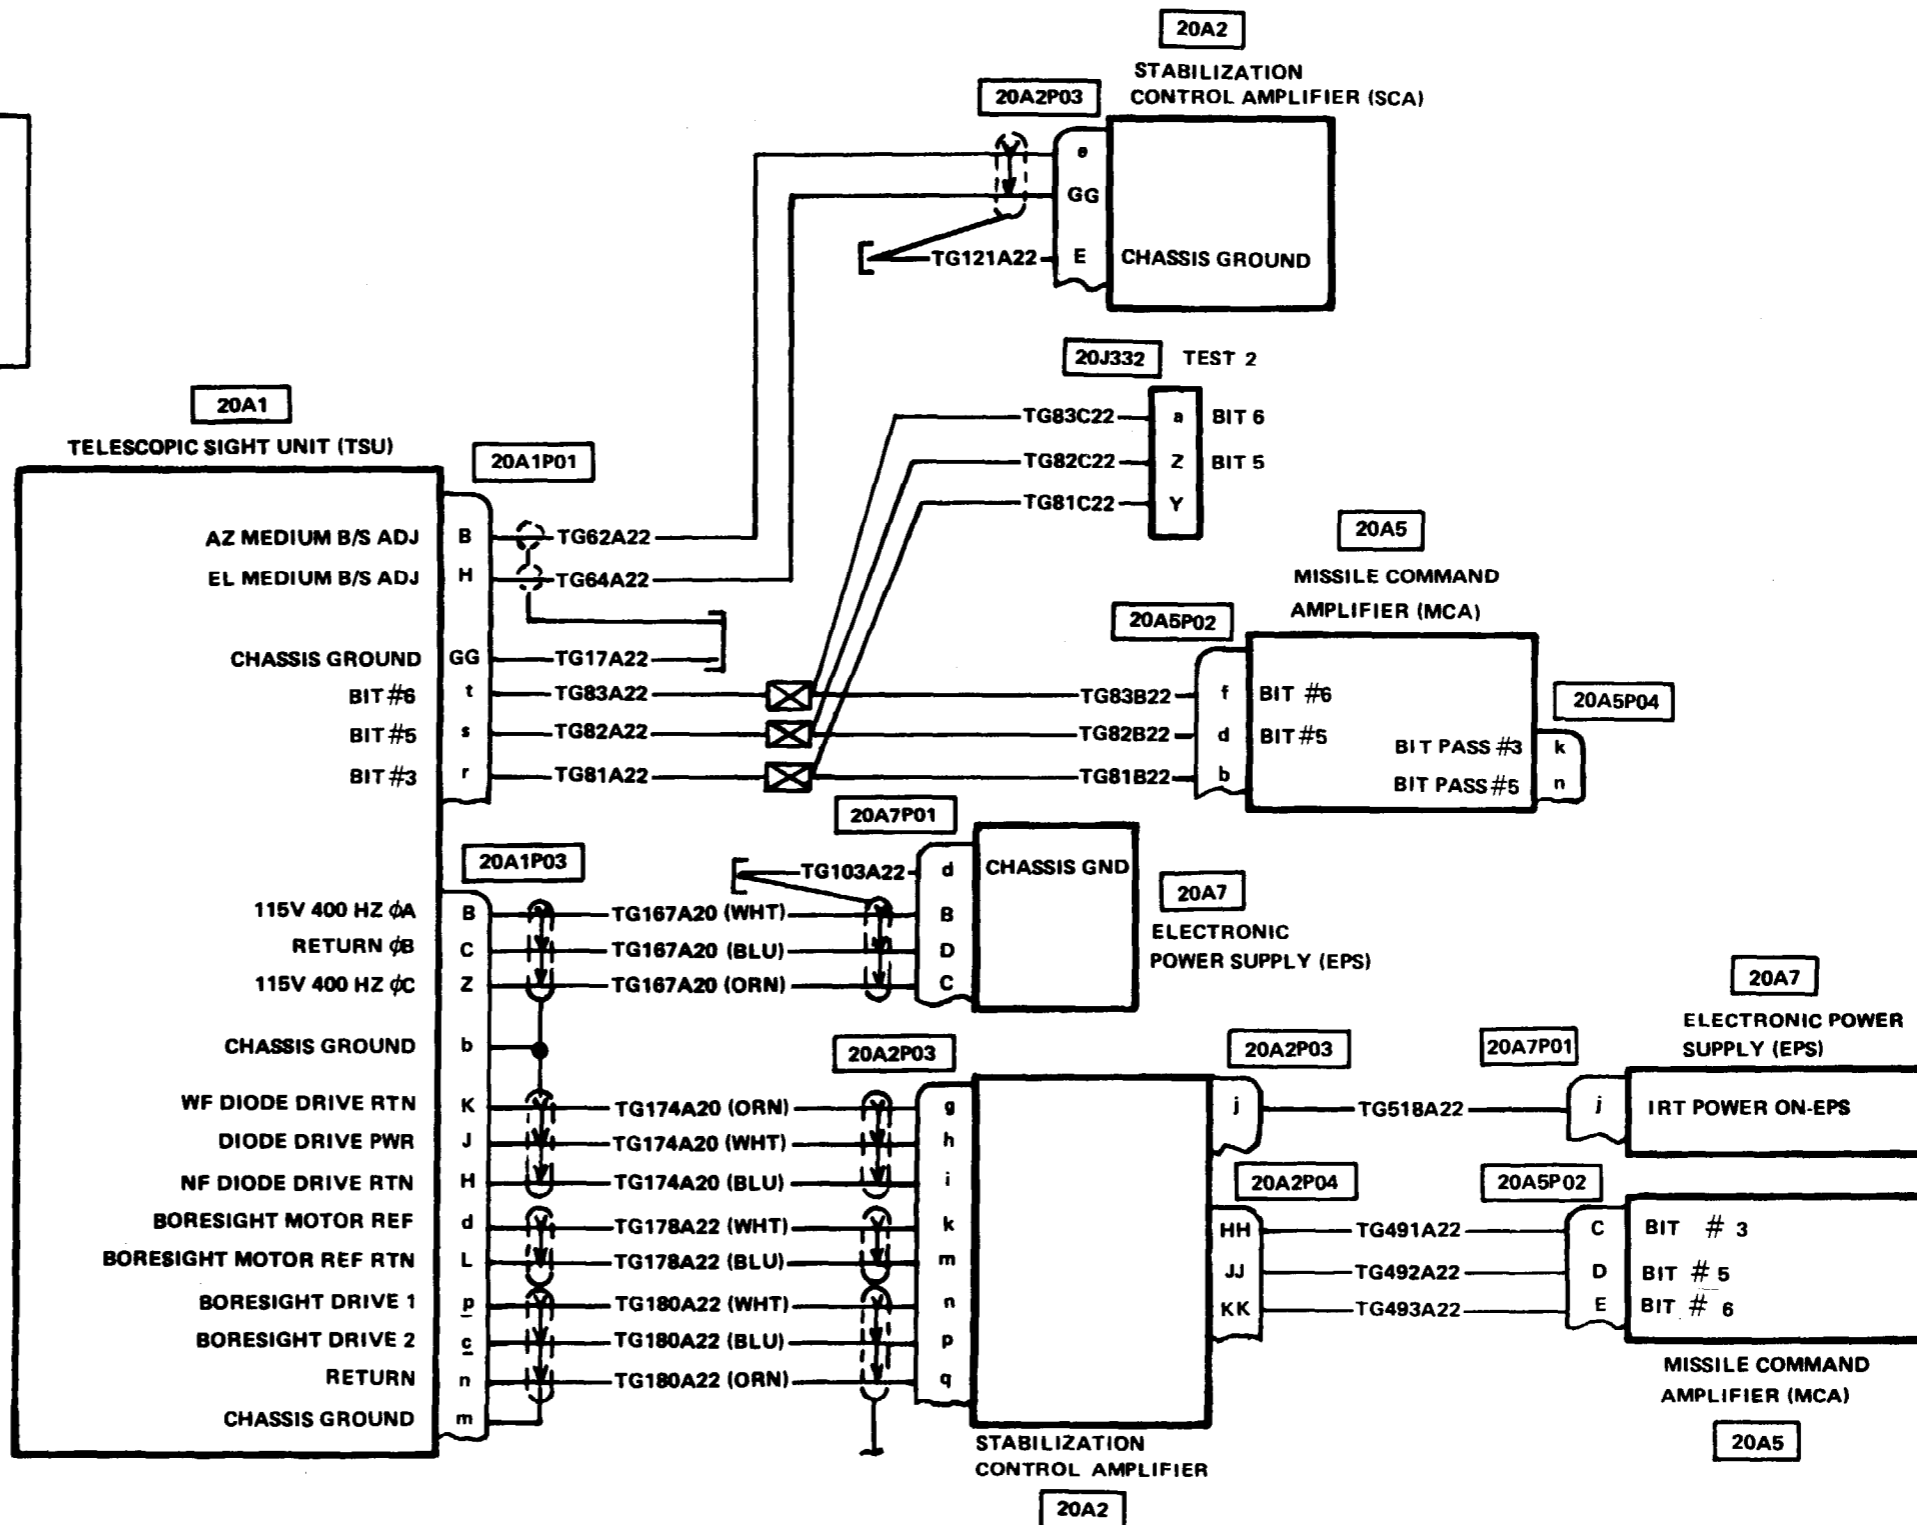 20A2
STABILIZATION
CONTROL AMPLIFIER (SCA)
20A2P03
e
GG
TG121A22 E CHASSIS GROUND
20J332 TEST 2
TG83C22 a BIT 6
TG82C22 Z BIT 5
TG81C22 Y
20A1
TELESCOPIC SIGHT UNIT (TSU)
20A1P01
AZ MEDIUM B/S ADJ B TG62A22
EL MEDIUM B/S ADJ H TG64A22
CHASSIS GROUND GG TG17A22
20A5
MISSILE COMMAND
AMPLIFIER (MCA)
20A5P02
20A5P04
BIT #6 t TG83A22 TG83B22 f BIT #6
BIT #5 s TG82A22 TG82B22 d BIT #5
BIT #3 r TG81A22 TG81B22 b
BIT PASS #3 k
BIT PASS #5 n
20A7P01
TG103A22 d CHASSIS GND
20A7
ELECTRONIC
POWER SUPPLY (EPS)
20A1P03
115V 400 HZ ϕA B TG167A20 (WHT) B
RETURN ϕB C TG167A20 (BLU) D
115V 400 HZ ϕC Z TG167A20 (ORN) C
CHASSIS GROUND b
20A2P03
WF DIODE DRIVE RTN K TG174A20 (ORN) g
DIODE DRIVE PWR J TG174A20 (WHT) h
NF DIODE DRIVE RTN H TG174A20 (BLU) i
BORESIGHT MOTOR REF d TG178A22 (WHT) k
BORESIGHT MOTOR REF RTN L TG178A22 (BLU) m
BORESIGHT DRIVE 1 p TG180A22 (WHT) n
BORESIGHT DRIVE 2 c TG180A22 (BLU) p
RETURN n TG180A22 (ORN) q
CHASSIS GROUND m
STABILIZATION
CONTROL AMPLIFIER
20A2
20A7
ELECTRONIC POWER
SUPPLY (EPS)
20A2P03
20A7P01
j TG518A22 j IRT POWER ON-EPS
20A2P04
20A5P02
HH TG491A22 C BIT # 3
JJ TG492A22 D BIT # 5
KK TG493A22 E BIT # 6
MISSILE COMMAND
AMPLIFIER (MCA)
20A5